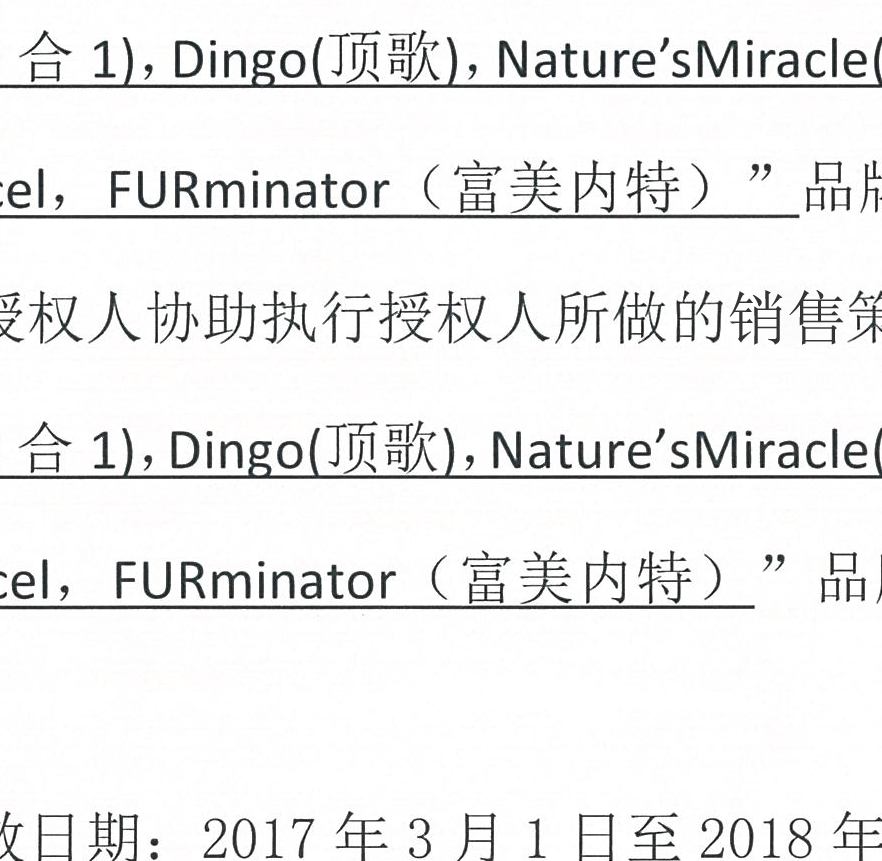 合 1), Dingo(顶歌), Nature’sMiracle(
cel, FURminator（富美内特）”品牌
授权人协助执行授权人所做的销售策
合 1), Dingo(顶歌), Nature’sMiracle(
cel, FURminator（富美内特）” 品牌
效日期：2017 年 3 月 1 日至 2018 年